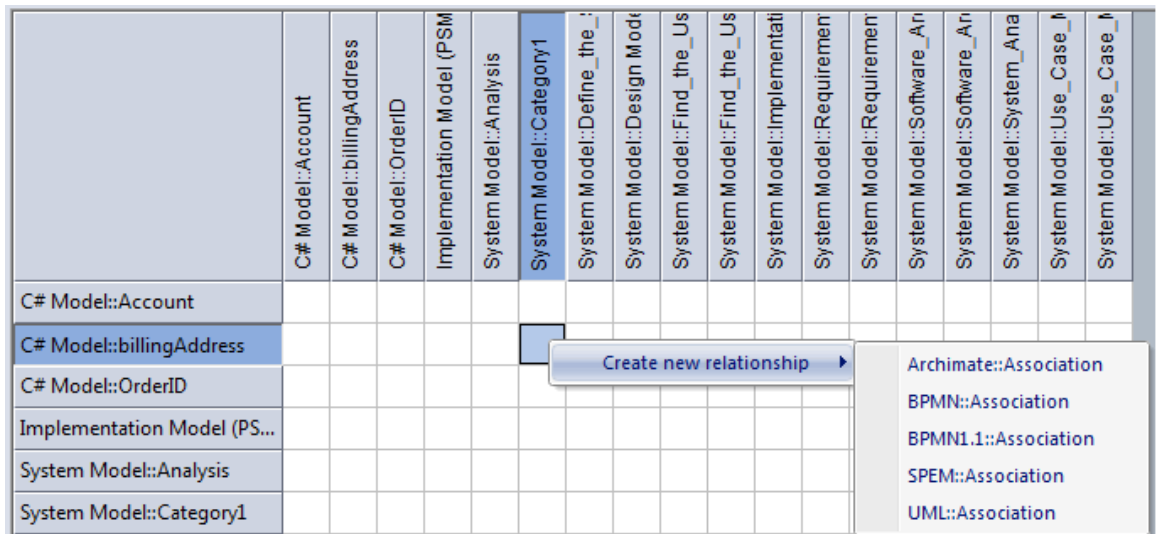 C# Model::Account
C# Model::billingAddress
C# Model::OrderID
Implementation Model (PSM
System Model::Analysis
System Model::Category1
System Model::Define_the_
System Model::Design Mode
System Model::Find_the_Us
System Model::Find_the_Us
System Model::Implementati
System Model::Requiremen
System Model::Requiremen
System Model::Software_Ar
System Model::Software_Ar
System Model::System_Ana
System Model::Use_Case_M
System Model::Use_Case_M
C# Model::Account
C# Model::billingAddress
C# Model::OrderID
Implementation Model (PS...
System Model::Analysis
System Model::Category1
Create new relationship
Archimate::Association
BPMN::Association
BPMN1.1::Association
SPEM::Association
UML::Association